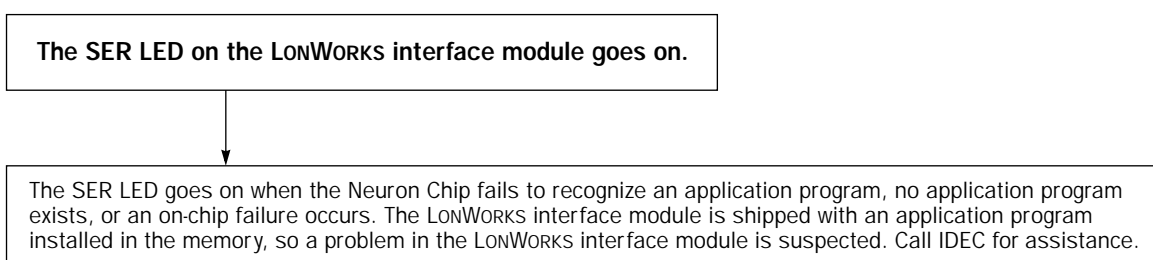 The SER LED on the LONWORKS interface module goes on.
The SER LED goes on when the Neuron Chip fails to recognize an application program, no application program
exists, or an on-chip failure occurs. The LONWORKS interface module is shipped with an application program
installed in the memory, so a problem in the LONWORKS interface module is suspected. Call IDEC for assistance.